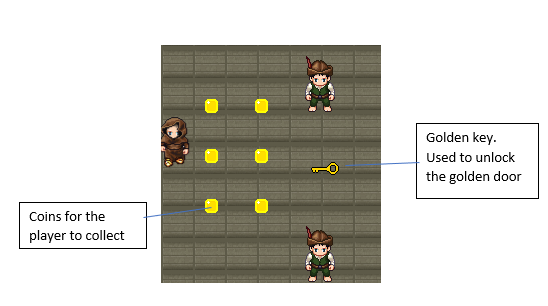 Golden key.
Used to unlock
the golden door
Coins for the
player to collect